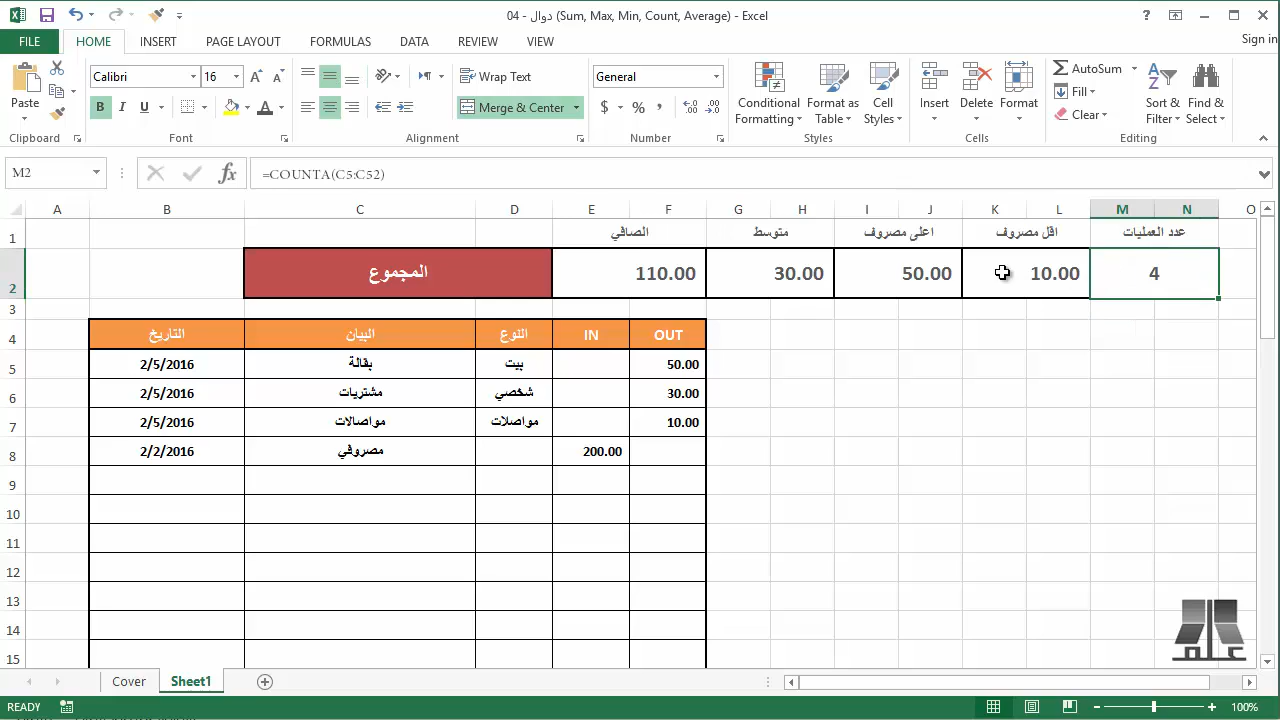 04 - دوال (Sum, Max, Min, Count, Average) - Excel
Sign in
FILE HOME INSERT PAGE LAYOUT FORMULAS DATA REVIEW VIEW
Paste
Calibri 16
B I U A
Wrap Text
Merge & Center
General
$ % ,
Conditional Formatting
Format as Table
Cell Styles
Insert Delete Format
AutoSum
Fill
Clear
Sort & Filter
Find & Select
Clipboard Font Alignment Number Styles Cells Editing
M2 fx =COUNTA(C5:C52)
A B C D E F G H I J K L M N O
1 الصافي متوسط اعلى مصروف اقل مصروف عدد العمليات
2 المجموع 110.00 30.00 50.00 10.00 4
3
4 التاريخ البيان النوع IN OUT
5 2/5/2016 بقالة بيت 50.00
6 2/5/2016 مشتريات شخصي 30.00
7 2/5/2016 مواصالات مواصلات 10.00
8 2/2/2016 مصروفي 200.00
9
10
11
12
13
14
15
علم
Cover Sheet1
READY 100%